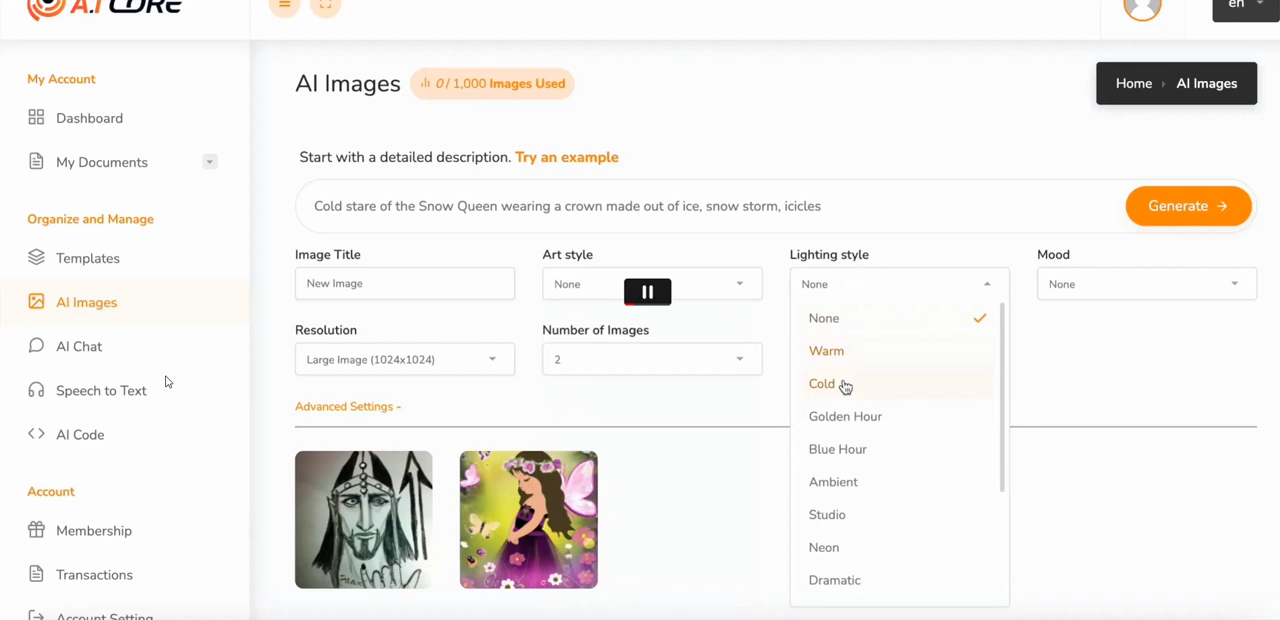 A.I CORE
en
My Account
Dashboard
My Documents
Organize and Manage
Templates
AI Images
AI Chat
Speech to Text
AI Code
Account
Membership
Transactions
Account Setting
AI Images
0/ 1,000 Images Used
Home
AI Images
Start with a detailed description. Try an example
Cold stare of the Snow Queen wearing a crown made out of ice, snow storm, icicles
Generate
Image Title
Art style
Lighting style
Mood
New Image
None
None
None
Resolution
Number of Images
Large Image (1024x1024)
2
Advanced Settings -
None
Warm
Cold
Golden Hour
Blue Hour
Ambient
Studio
Neon
Dramatic